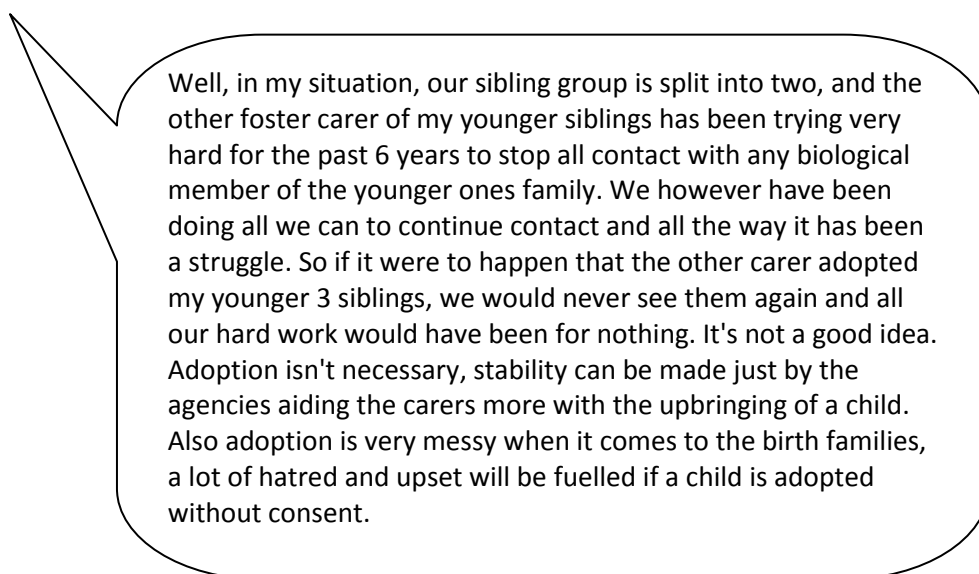 Well, in my situation, our sibling group is split into two, and the
other foster carer of my younger siblings has been trying very
hard for the past 6 years to stop all contact with any biological
member of the younger ones family. We however have been
doing all we can to continue contact and all the way it has been
a struggle. So if it were to happen that the other carer adopted
my younger 3 siblings, we would never see them again and all
our hard work would have been for nothing. It's not a good idea.
Adoption isn't necessary, stability can be made just by the
agencies aiding the carers more with the upbringing of a child.
Also adoption is very messy when it comes to the birth families,
a lot of hatred and upset will be fuelled if a child is adopted
without consent.